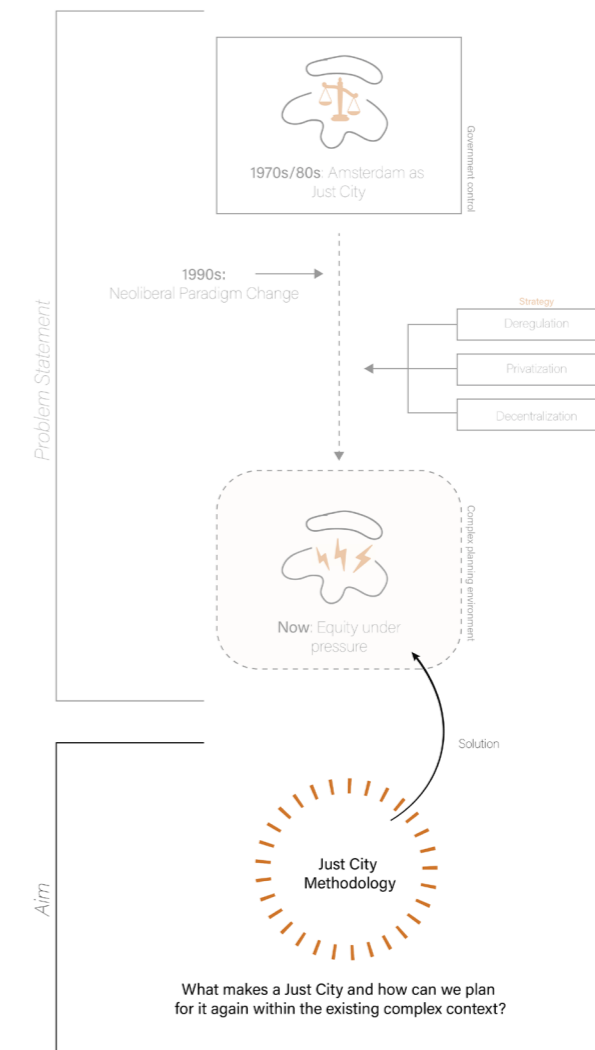 Problem Statement
1970s/80s: Amsterdam as
Just City
Government control
1990s:
Neoliberal Paradigm Change
Strategy
Deregulation
Privatization
Decentralization
Now: Equity under
pressure
Complex planning environment
Solution
Aim
Just City
Methodology
What makes a Just City and how can we plan
for it again within the existing complex context?